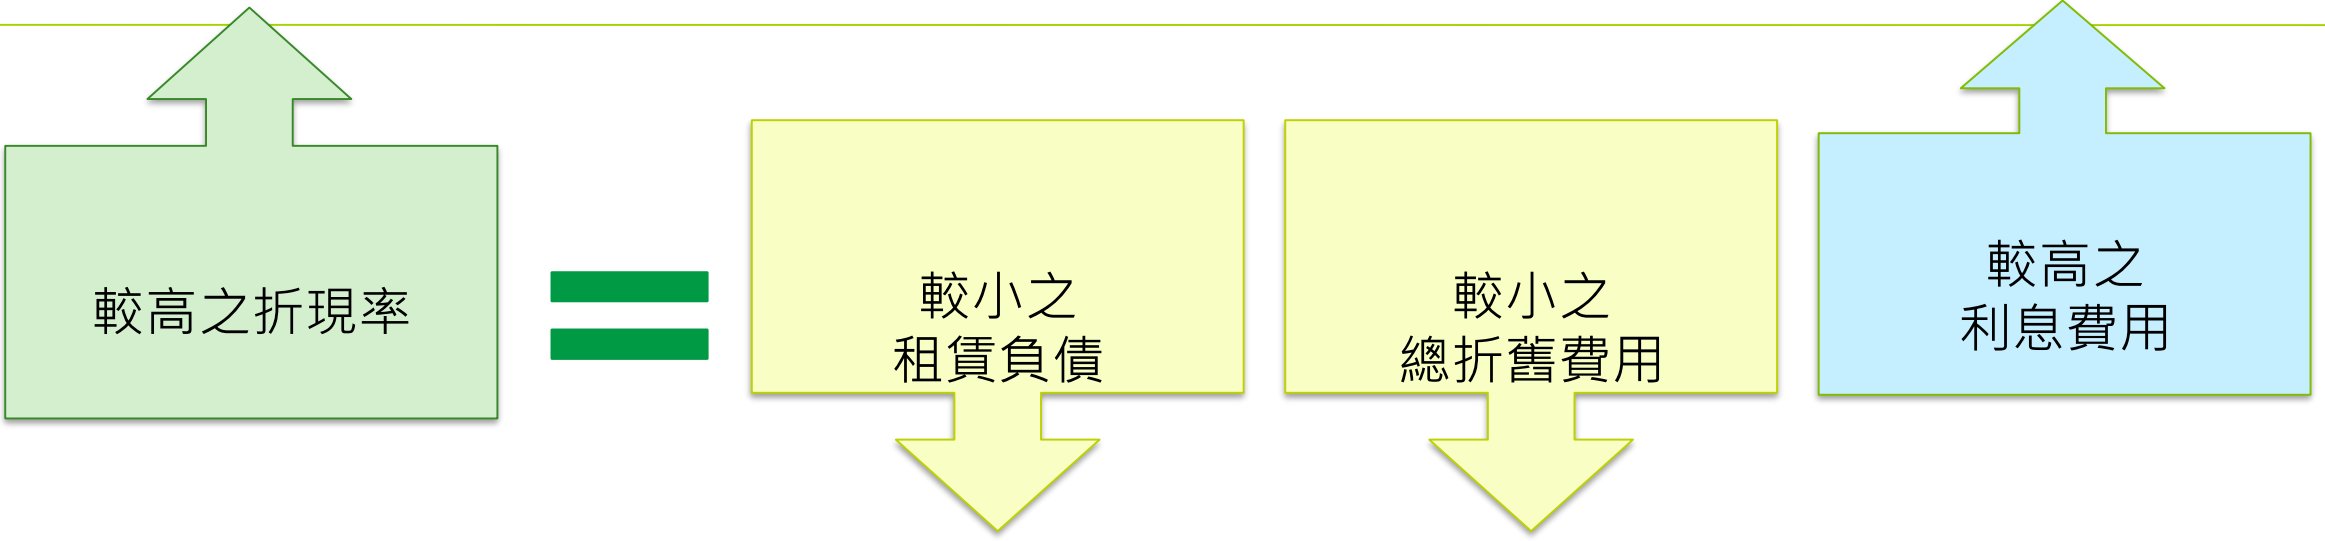 較高之折現率
較小之
租賃負債
較小之
總折舊費用
較高之
利息費用